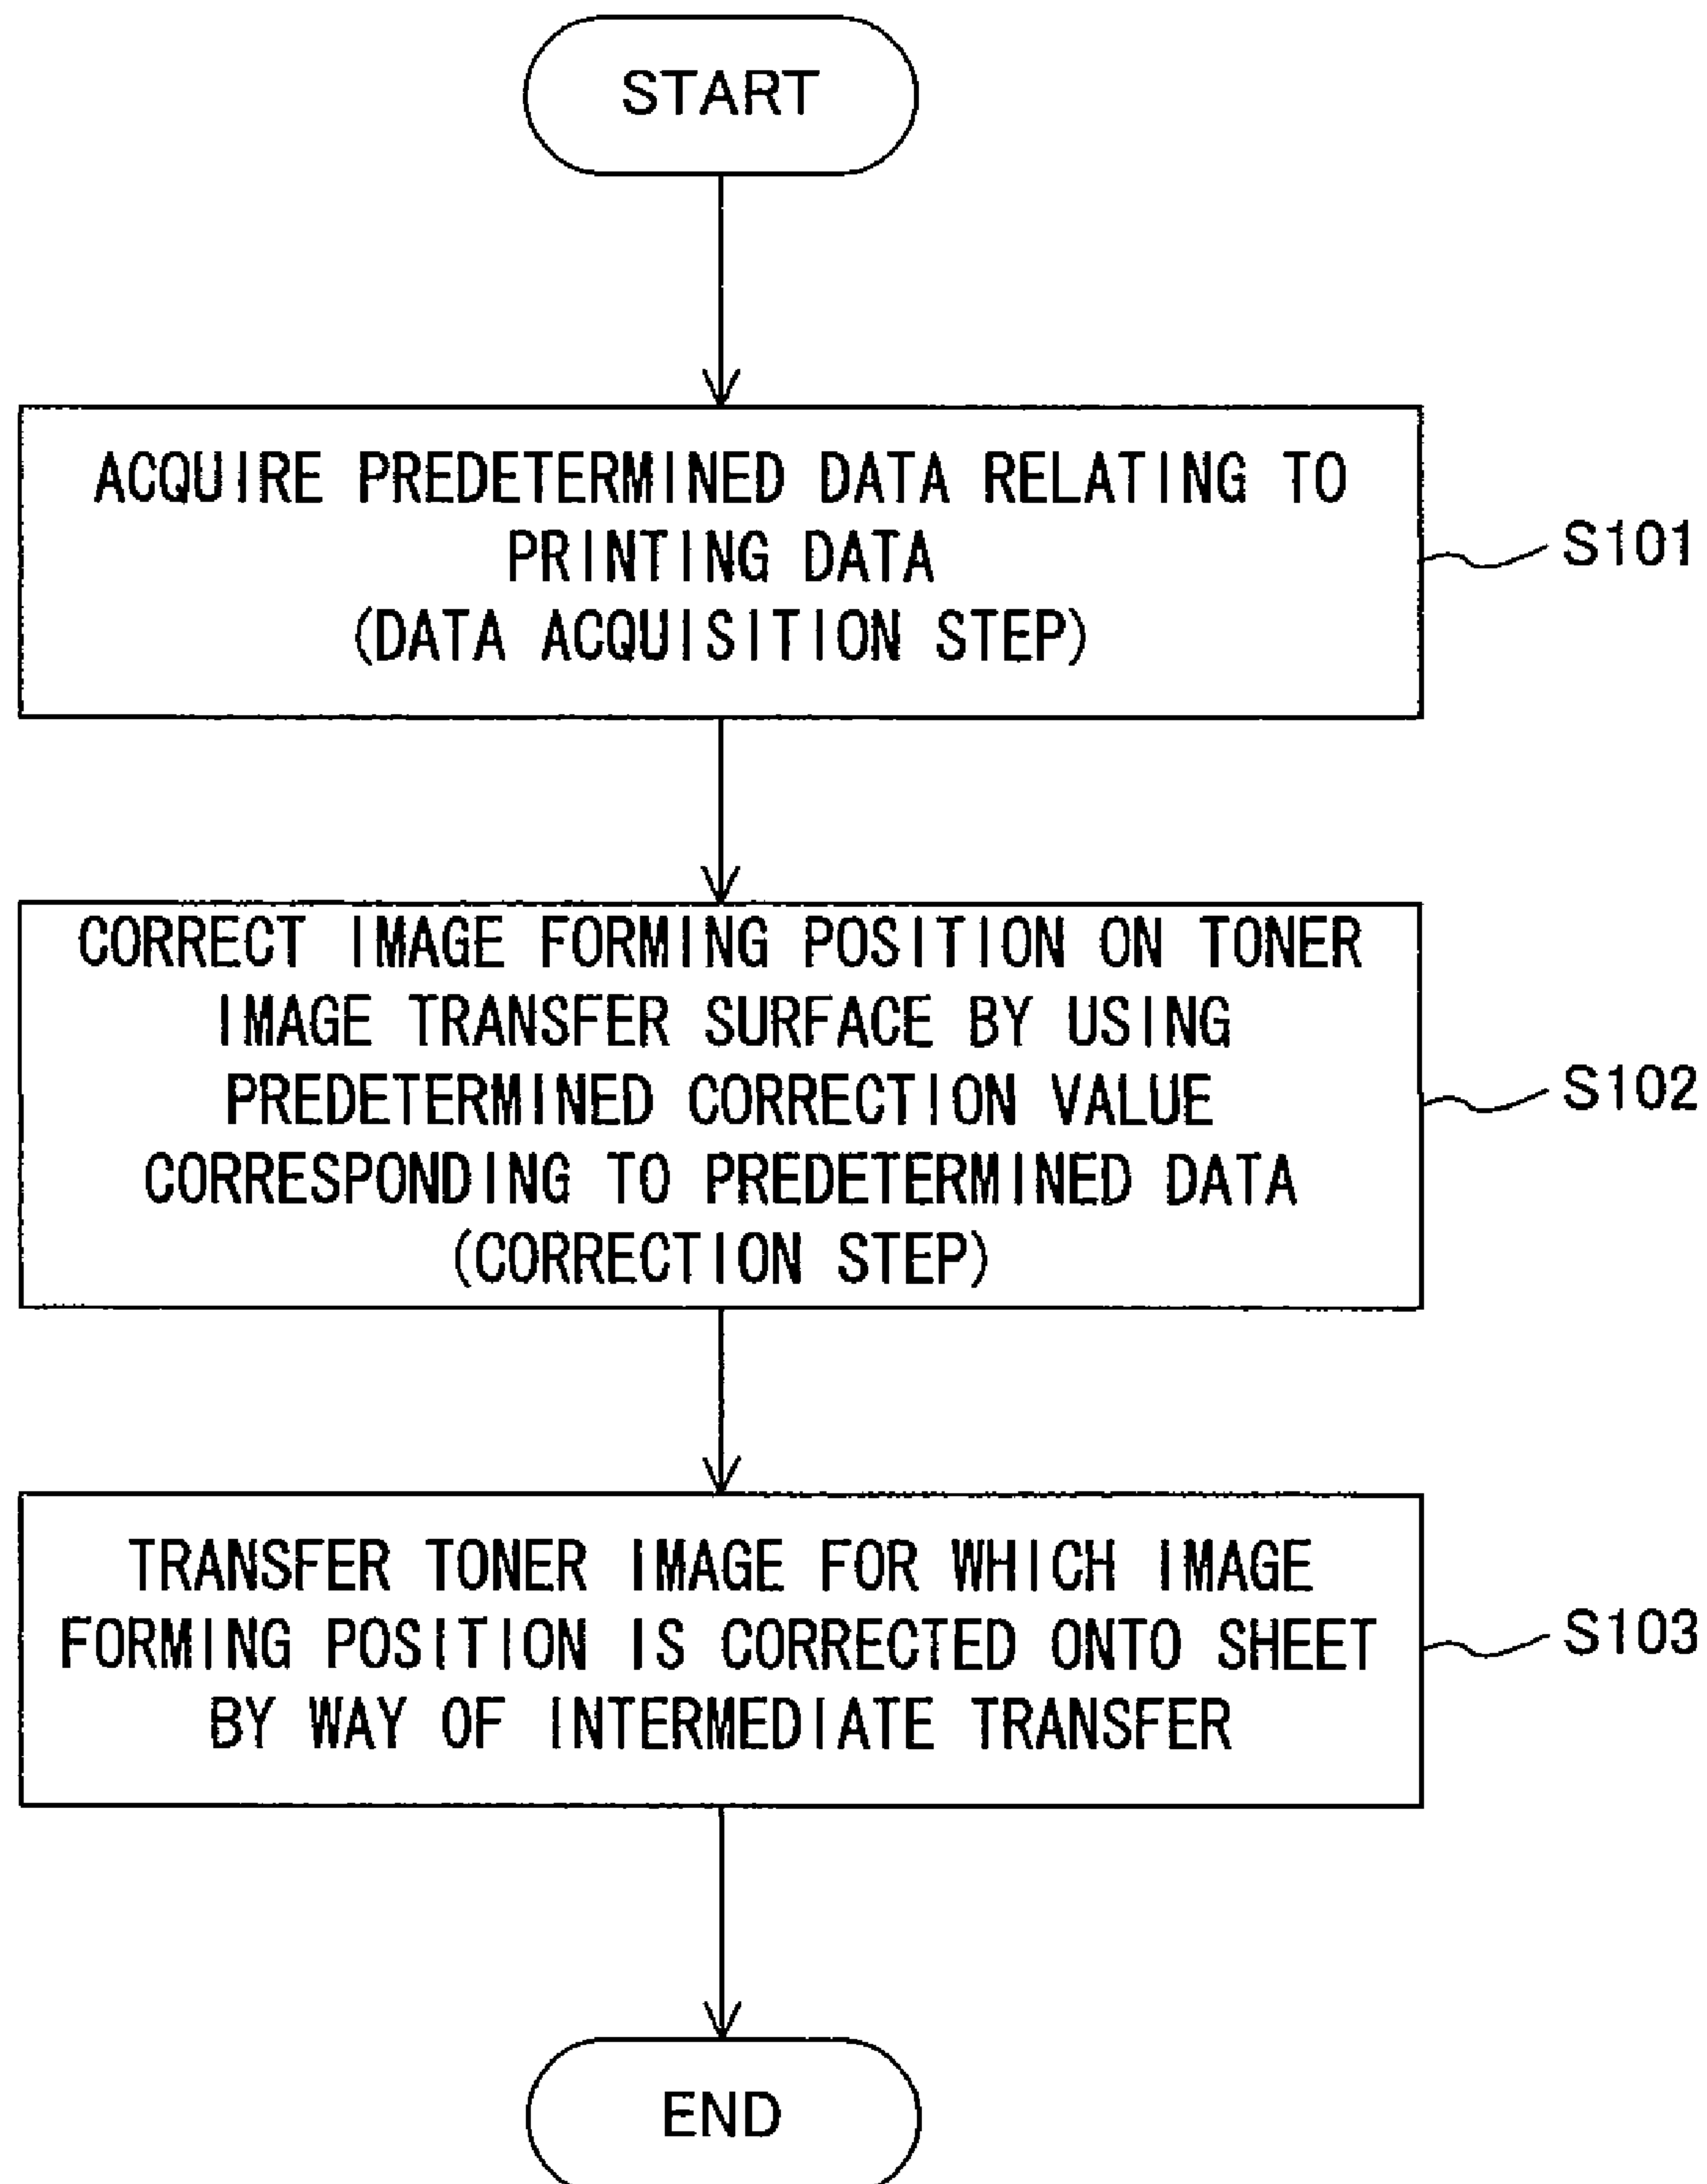 START
ACQUIRE PREDETERMINED DATA RELATING TO
PRINTING DATA
(DATA ACQUISITION STEP)
S101
CORRECT IMAGE FORMING POSITION ON TONER
IMAGE TRANSFER SURFACE BY USING
PREDETERMINED CORRECTION VALUE
CORRESPONDING TO PREDETERMINED DATA
(CORRECTION STEP)
S102
TRANSFER TONER IMAGE FOR WHICH IMAGE
FORMING POSITION IS CORRECTED ONTO SHEET
BY WAY OF INTERMEDIATE TRANSFER
S103
END